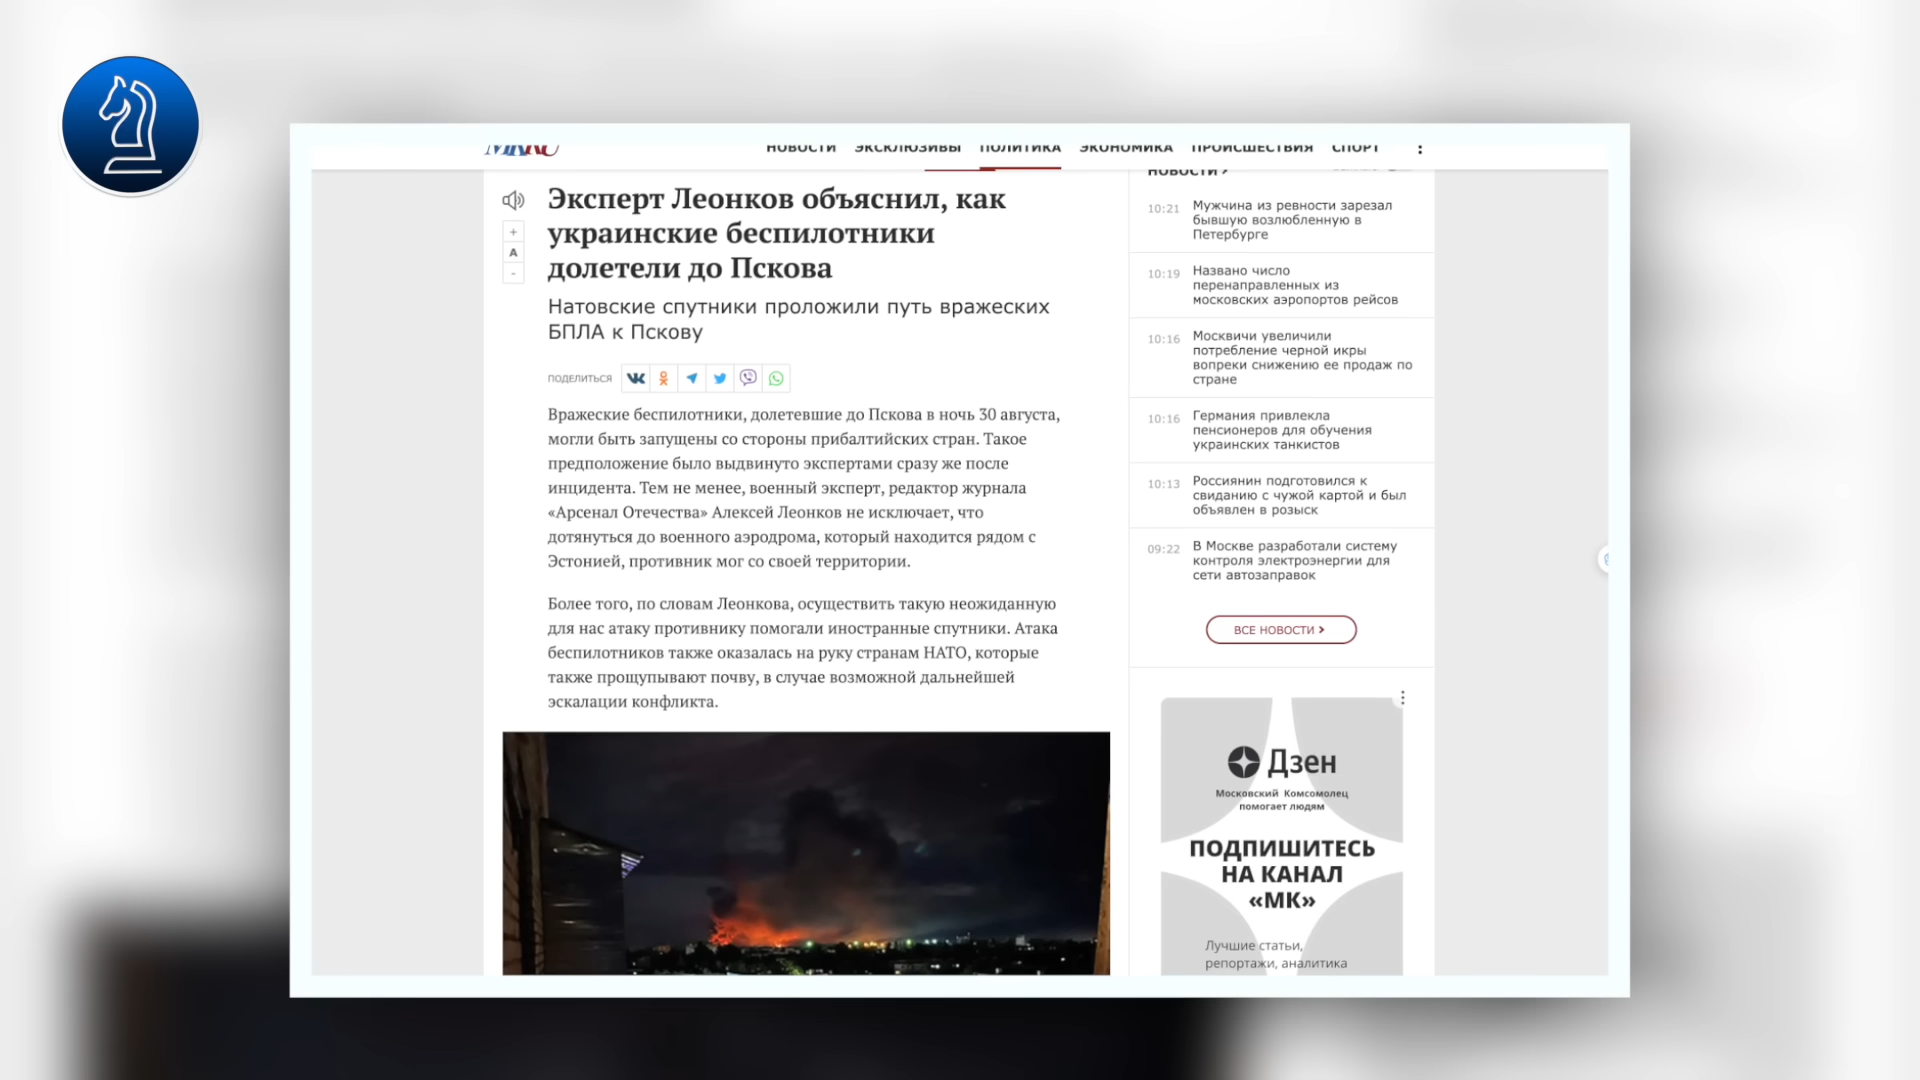 MK.RU
НОВОСТИ ЭКСКЛЮЗИВЫ ПОЛИТИКА ЭКОНОМИКА ПРОИСШЕСТВИЯ СПОРТ
Эксперт Леонков объяснил, как
украинские беспилотники
долетели до Пскова
+
A
-
Натовские спутники проложили путь вражеских
БПЛА к Пскову
ПОДЕЛИТЬСЯ
Вражеские беспилотники, долетевшие до Пскова в ночь 30 августа,
могли быть запущены со стороны прибалтийских стран. Такое
предположение было выдвинуто экспертами сразу же после
инцидента. Тем не менее, военный эксперт, редактор журнала
«Арсенал Отечества» Алексей Леонков не исключает, что
дотянуться до военного аэродрома, который находится рядом с
Эстонией, противник мог со своей территории.
Более того, по словам Леонкова, осуществить такую неожиданную
для нас атаку противнику помогали иностранные спутники. Атака
беспилотников также оказалась на руку странам НАТО, которые
также прощупывают почву, в случае возможной дальнейшей
эскалации конфликта.
НОВОСТИ
10:21 Мужчина из ревности зарезал
бывшую возлюбленную в
Петербурге
10:19 Названо число
перенаправленных из
московских аэропортов рейсов
10:16 Москвичи увеличили
потребление черной икры
вопреки снижению ее продаж по
стране
10:16 Германия привлекла
пенсионеров для обучения
украинских танкистов
10:13 Россиянин подготовился к
свиданию с чужой картой и был
объявлен в розыск
09:22 В Москве разработали систему
контроля электроэнергии для
сети автозаправок
ВСЕ НОВОСТИ
Дзен
Московский Комсомолец
помогает людям
ПОДПИШИТЕСЬ
НА КАНАЛ
«МК»
Лучшие статьи,
репортажи, аналитика